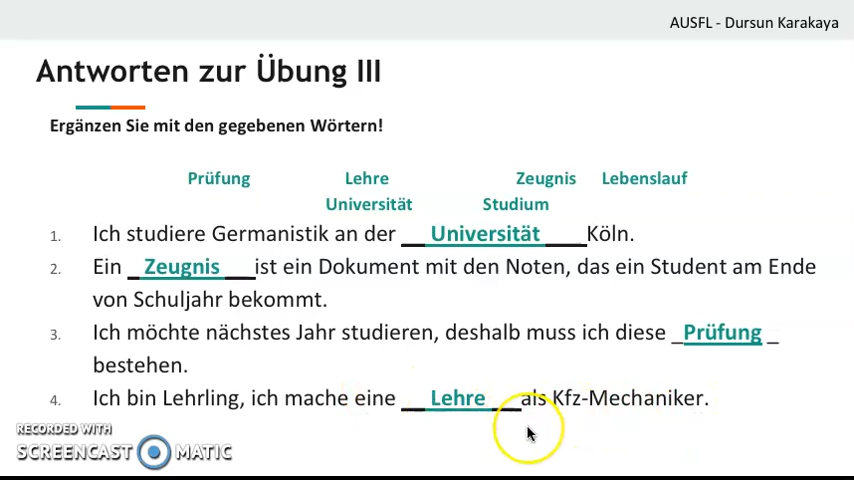 AUSFL - Dursun Karakaya
Antworten zur Übung III
Ergänzen Sie mit den gegebenen Wörtern!
Prüfung Lehre Zeugnis Lebenslauf
Universität Studium
1. Ich studiere Germanistik an der __Universität____Köln.
2. Ein _Zeugnis___ist ein Dokument mit den Noten, das ein Student am Ende
von Schuljahr bekommt.
3. Ich möchte nächstes Jahr studieren, deshalb muss ich diese _Prüfung_
bestehen.
4. Ich bin Lehrling, ich mache eine __Lehre___als Kfz-Mechaniker.
RECORDED WITH
SCREENCAST MATIC